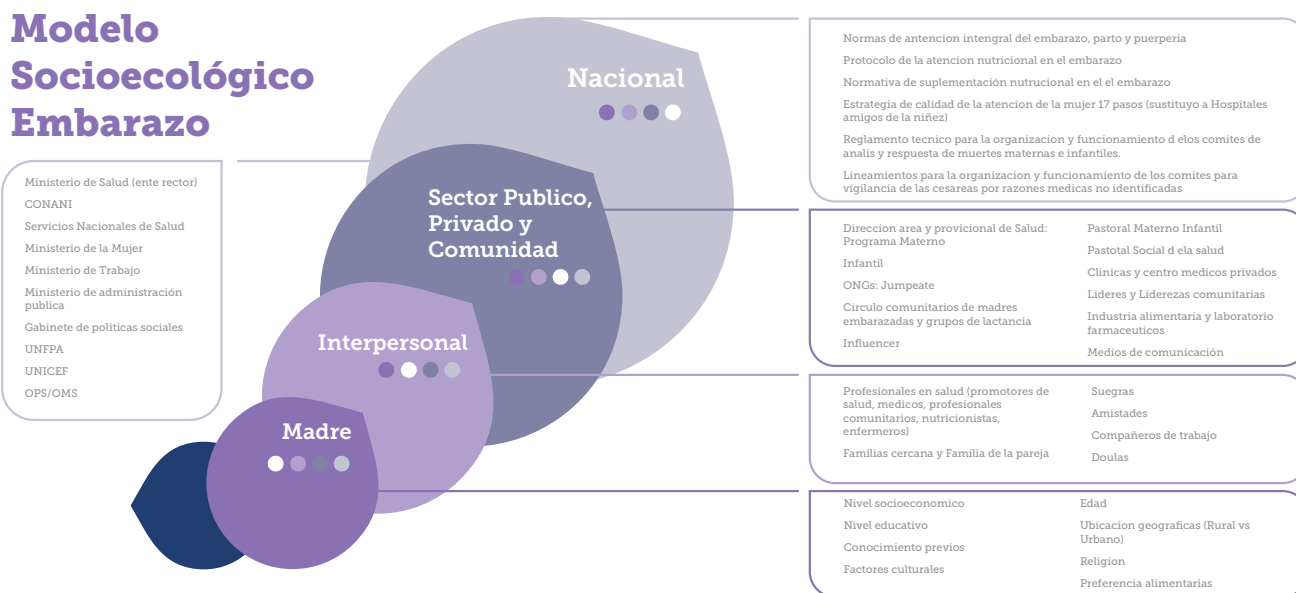 Modelo
Socioecológico
Embarazo
Ministerio de Salud (ente rector)
CONANI
Servicios Nacionales de Salud
Ministerio de la Mujer
Ministerio de Trabajo
Ministerio de administración
publica
Gabinete de politicas sociales
UNFPA
UNICEF
OPS/OMS
Nacional
Sector Publico,
Privado y
Comunidad
Interpersonal
Madre
Normas de antencion intengral del embarazo, parto y puerperia
Protocolo de la atencion nutricional en el embarazo
Normativa de suplementación nutrucional en el el embarazo
Estrategia de calidad de la atencion de la mujer 17 pasos (sustituyo a Hospitales
amigos de la niñez)
Reglamento tecnico para la organizacion y funcionamiento d elos comites de
analis y respuesta de muertes maternas e infantiles.
Lineamientos para la organizacion y funcionamiento de los comites para
vigilancia de las cesareas por razones medicas no identificadas
Direccion area y provicional de Salud:
Programa Materno
Infantil
ONGs: Jumpeate
Circulo comunitarios de madres
embarazadas y grupos de lactancia
Influencer
Pastoral Materno Infantil
Pastotal Social d ela salud
Clinicas y centro medicos privados
Lideres y Liderezas comunitarias
Industria alimentaria y laboratorio
farmaceuticos
Medios de comunicación
Profesionales en salud (promotores de
salud, medicos, profesionales
comunitarios, nutricionistas,
enfermeros)
Familias cercana y Familia de la pareja
Suegras
Amistades
Compañeros de trabajo
Doulas
Nivel socioeconomico
Nivel educativo
Conocimiento previos
Factores culturales
Edad
Ubicacion geograficas (Rural vs
Urbano)
Religion
Preferencia alimentarias